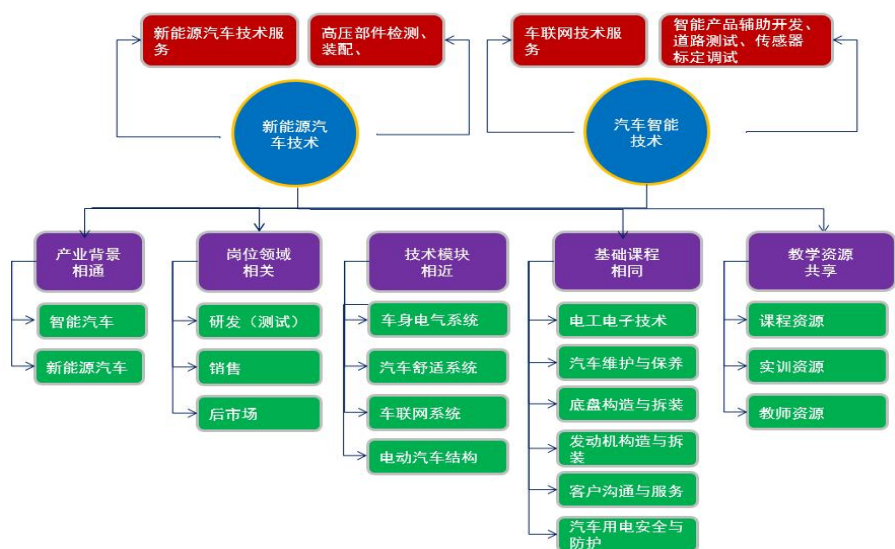 新能源汽车技术服
务
高压部件检测、
装配、
车联网技术服
务
智能产品辅助开发、
道路测试、传感器
标定调试
新能源汽
车技术
汽车智能
技术
产业背景
相通
岗位领域
相关
技术模块
相近
基础课程
相同
教学资源
共享
智能汽车
新能源汽车
研发（测试）
销售
后市场
车身电气系统
汽车舒适系统
车联网系统
电动汽车结构
电工电子技术
汽车维护与保养
底盘构造与拆装
发动机构造与拆
装
客户沟通与服务
汽车用电安全与
防护
课程资源
实训资源
教师资源